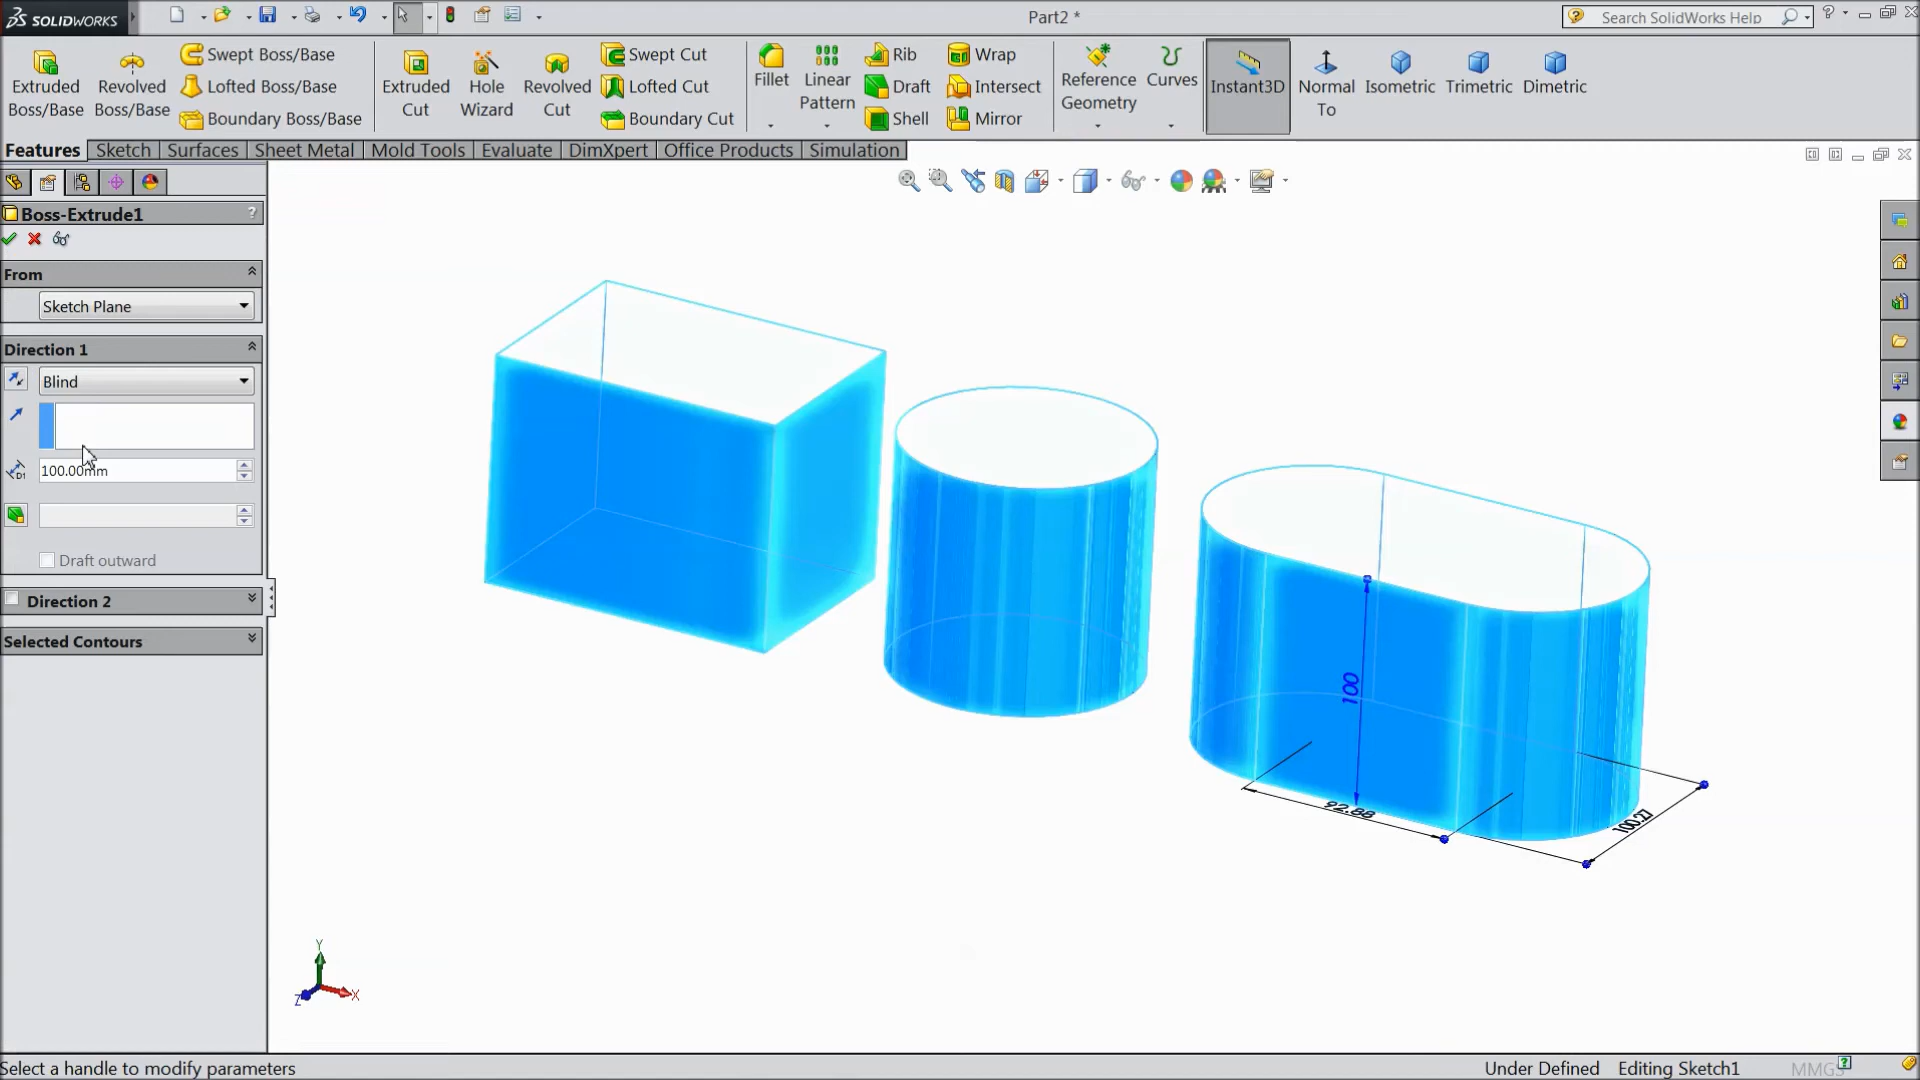 SOLIDWORKS
Part2 *
Search SolidWorks Help
Extruded Boss/Base
Revolved Boss/Base
Swept Boss/Base
Lofted Boss/Base
Boundary Boss/Base
Extruded Cut
Hole Wizard
Revolved Cut
Swept Cut
Lofted Cut
Boundary Cut
Fillet
Linear Pattern
Rib
Draft
Shell
Wrap
Intersect
Mirror
Reference Geometry
Curves
Instant3D
Normal To
Isometric
Trimetric
Dimetric
Features Sketch Surfaces Sheet Metal Mold Tools Evaluate DimXpert Office Products Simulation
Boss-Extrude1 ?
From
Sketch Plane
Direction 1
Blind
D1 100.00mm
Draft outward
Direction 2
Selected Contours
100
92.88
100.27
Y
Z X
Select a handle to modify parameters Under Defined Editing Sketch1 MMGS